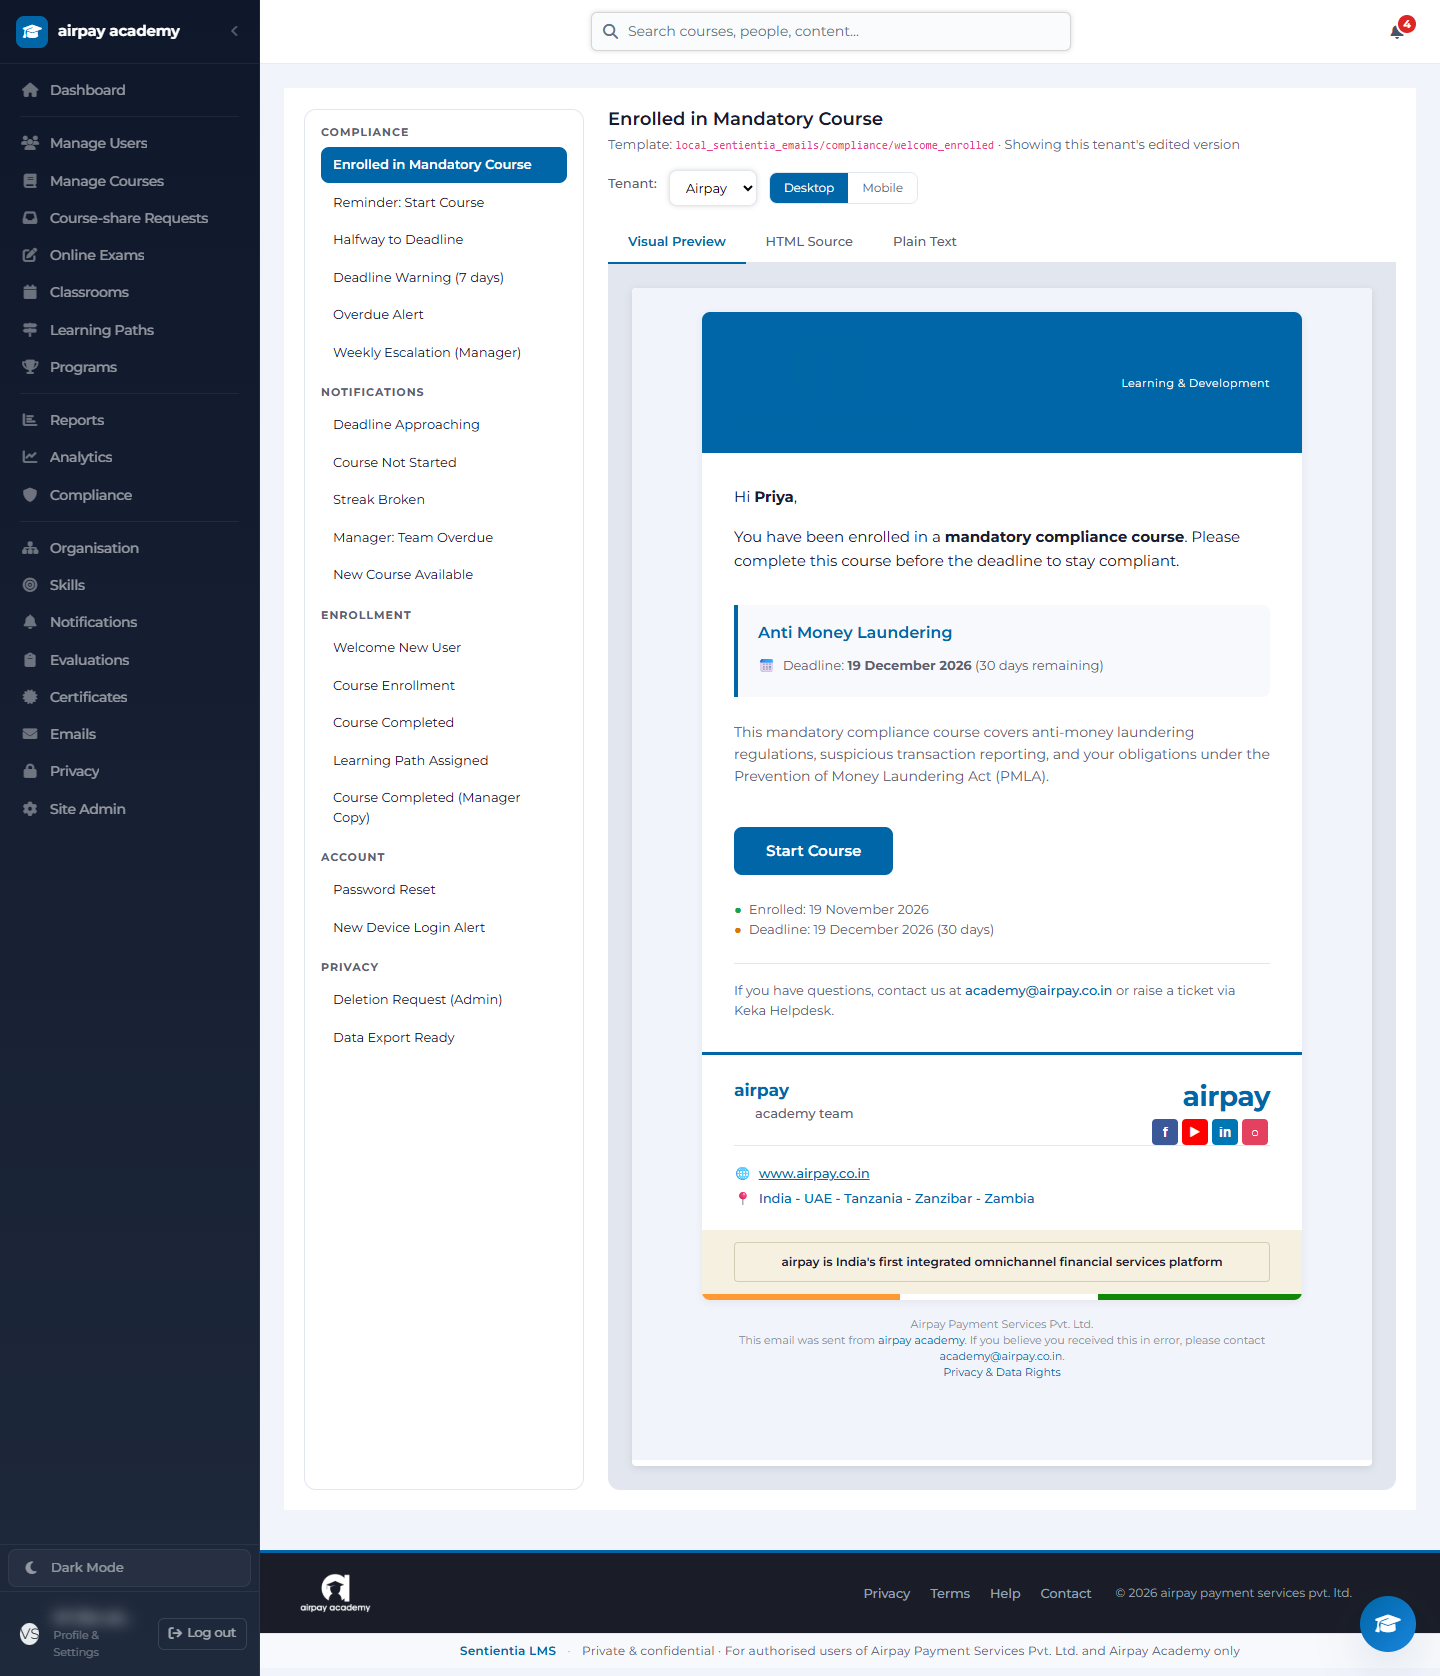 airpay academy
Search courses, people, content...
4
Dashboard
Manage Users
Manage Courses
Course-share Requests
Online Exams
Classrooms
Learning Paths
Programs
Reports
Analytics
Compliance
Organisation
Skills
Notifications
Evaluations
Certificates
Emails
Privacy
Site Admin
Dark Mode
VS
Profile & Settings
Log out
COMPLIANCE
Enrolled in Mandatory Course
Reminder: Start Course
Halfway to Deadline
Deadline Warning (7 days)
Overdue Alert
Weekly Escalation (Manager)
NOTIFICATIONS
Deadline Approaching
Course Not Started
Streak Broken
Manager: Team Overdue
New Course Available
ENROLLMENT
Welcome New User
Course Enrollment
Course Completed
Learning Path Assigned
Course Completed (Manager
Copy)
ACCOUNT
Password Reset
New Device Login Alert
PRIVACY
Deletion Request (Admin)
Data Export Ready
Enrolled in Mandatory Course
Template: local_sentientia_emails/compliance/welcome_enrolled · Showing this tenant's edited version
Tenant: Airpay Desktop Mobile
Visual Preview HTML Source Plain Text
Learning & Development
Hi Priya,
You have been enrolled in a mandatory compliance course. Please
complete this course before the deadline to stay compliant.
Anti Money Laundering
Deadline: 19 December 2026 (30 days remaining)
This mandatory compliance course covers anti-money laundering
regulations, suspicious transaction reporting, and your obligations under the
Prevention of Money Laundering Act (PMLA).
Start Course
Enrolled: 19 November 2026
Deadline: 19 December 2026 (30 days)
If you have questions, contact us at academy@airpay.co.in or raise a ticket via
Keka Helpdesk.
airpay
academy team
airpay
f in
www.airpay.co.in
India - UAE - Tanzania - Zanzibar - Zambia
airpay is India's first integrated omnichannel financial services platform
Airpay Payment Services Pvt. Ltd.
This email was sent from airpay academy. If you believe you received this in error, please contact
academy@airpay.co.in.
Privacy & Data Rights
airpay academy
Privacy Terms Help Contact © 2026 airpay payment services pvt. ltd.
Sentientia LMS · Private & confidential · For authorised users of Airpay Payment Services Pvt. Ltd. and Airpay Academy only